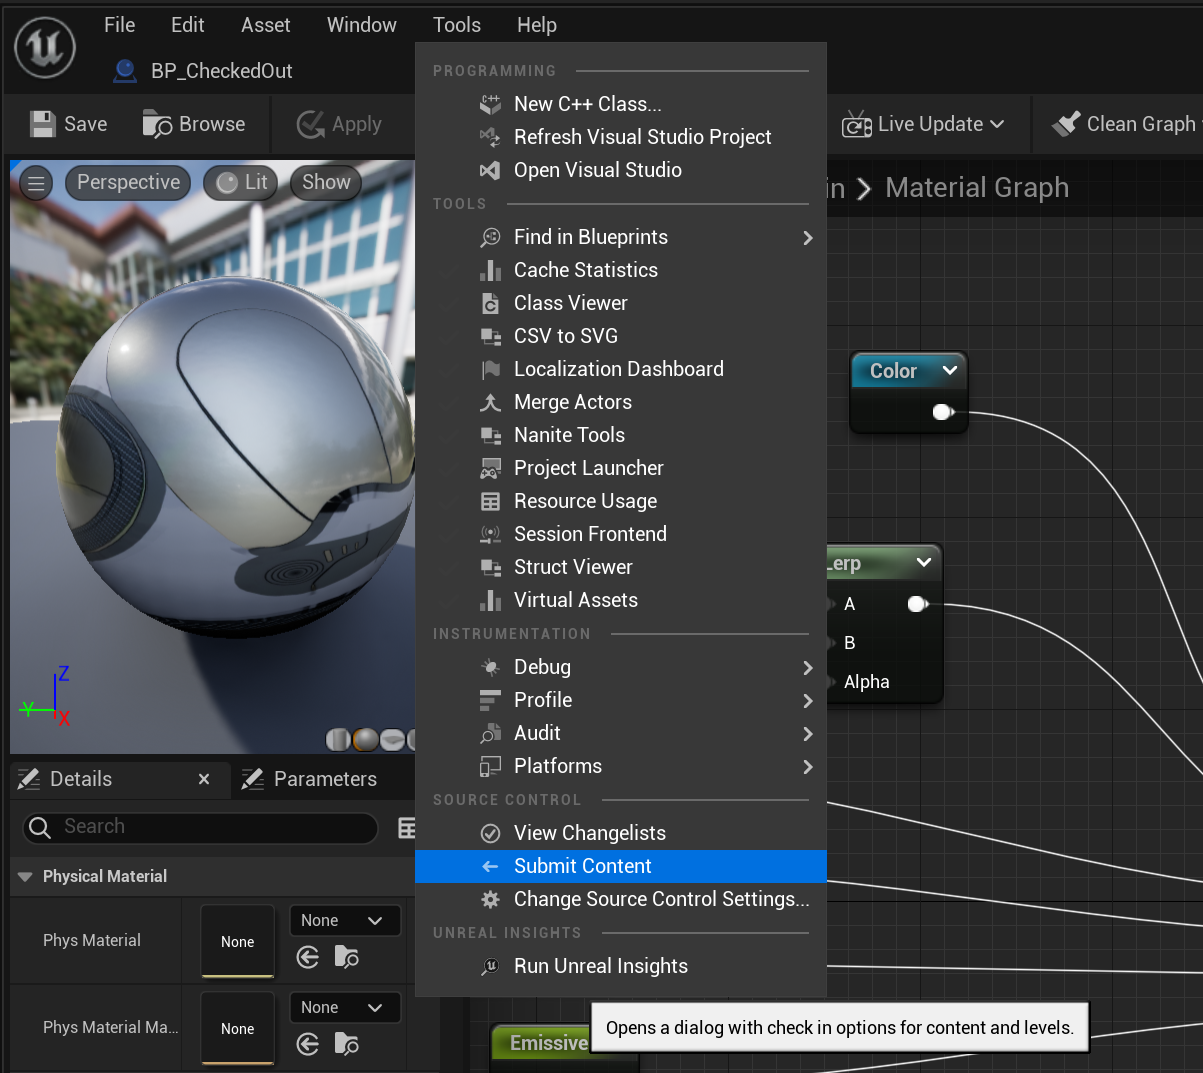 File Edit Asset Window Tools Help
BP_CheckedOut
Save Browse Apply Live Update Clean Graph
Perspective Lit Show
in > Material Graph
PROGRAMMING
New C++ Class...
Refresh Visual Studio Project
Open Visual Studio
TOOLS
Find in Blueprints
Cache Statistics
Class Viewer
CSV to SVG
Localization Dashboard
Merge Actors
Nanite Tools
Project Launcher
Resource Usage
Session Frontend
Struct Viewer
Virtual Assets
INSTRUMENTATION
Debug
Profile
Audit
Platforms
SOURCE CONTROL
View Changelists
Submit Content
Change Source Control Settings...
UNREAL INSIGHTS
Run Unreal Insights
Opens a dialog with check in options for content and levels.
Color
Lerp
A
B
Alpha
Emissive
Z
Y
X
Details × Parameters
Search
Physical Material
Phys Material None None
Phys Material Ma... None None